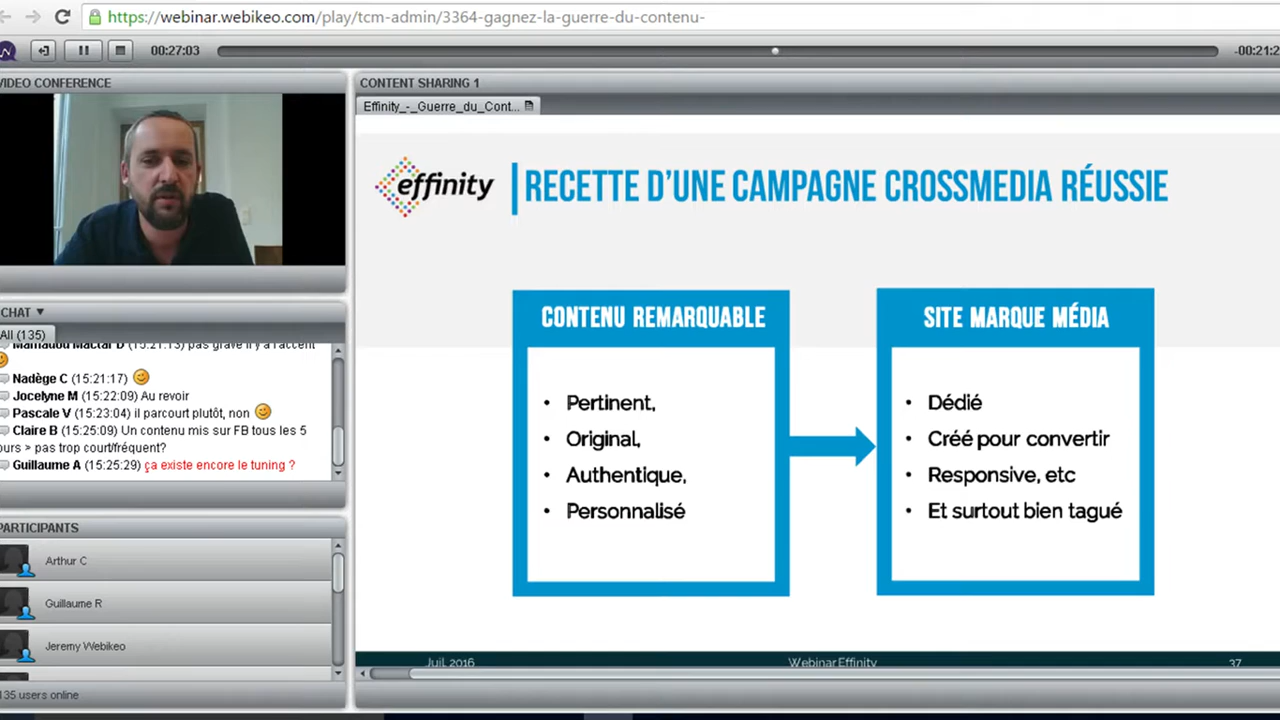 https://webinar.webikeo.com/play/tcm-admin/3364-gagnez-la-guerre-du-contenu-
00:27:03
-00:21:2
VIDEO CONFERENCE
CONTENT SHARING 1
Effinity_-_Guerre_du_Cont...
effinity
RECETTE D'UNE CAMPAGNE CROSSMEDIA RÉUSSIE
CONTENU REMARQUABLE
• Pertinent,
• Original,
• Authentique,
• Personnalisé
SITE MARQUE MÉDIA
• Dédié
• Créé pour convertir
• Responsive, etc
• Et surtout bien tagué
Juil. 2016
Webinar Effinity
37
CHAT
All (135)
Mamadou Mactar D (15:21:13) pas grave il y a l'accent
Nadège C (15:21:17)
Jocelyne M (15:22:09) Au revoir
Pascale V (15:23:04) il parcourt plutôt, non
Claire B (15:25:09) Un contenu mis sur FB tous les 5
ours > pas trop court/fréquent?
Guillaume A (15:25:29) ça existe encore le tuning ?
PARTICIPANTS
Arthur C
Guillaume R
Jeremy Webikeo
135 users online